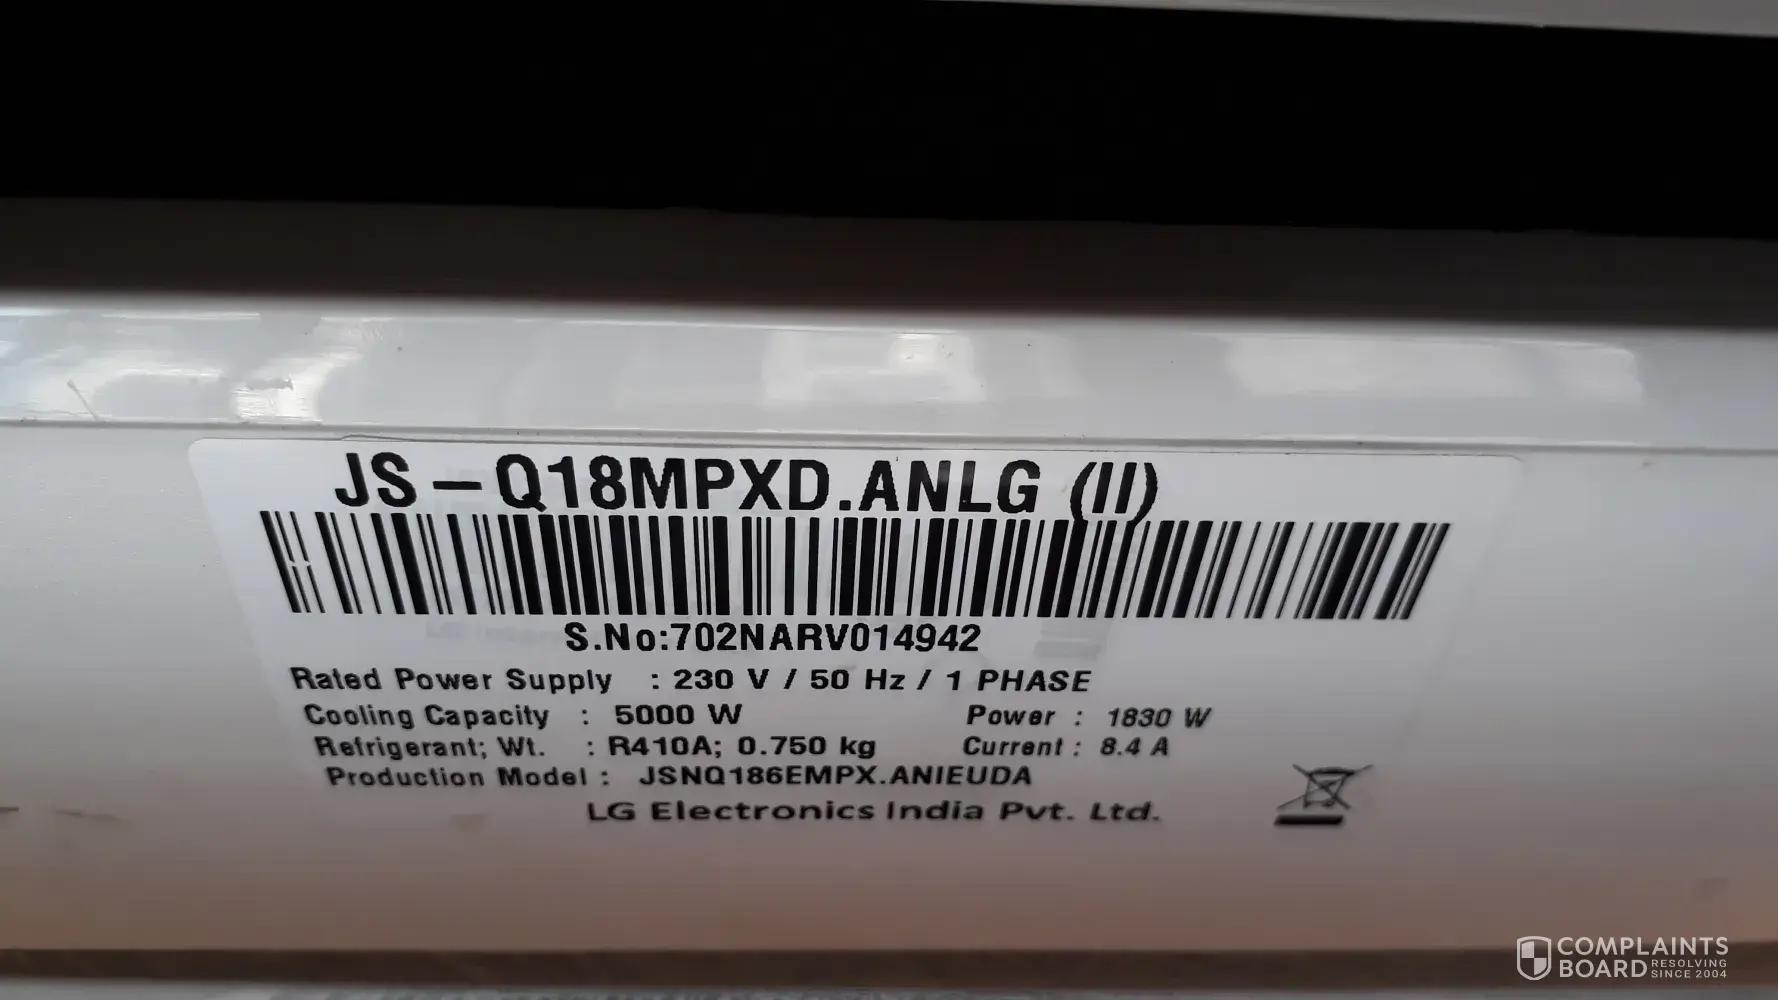 JS-Q18MPXD.ANLG (II)
S.No:702NARV014942
Rated Power Supply : 230 V / 50 Hz / 1 PHASE
Cooling Capacity : 5000 W Power : 1830 W
Refrigerant; Wt. : R410A; 0.750 kg Current : 8.4 A
Production Model : JSNQ186EMPX.ANIEUDA
LG Electronics India Pvt. Ltd.
COMPLAINTS
BOARD RESOLVING
SINCE 2004